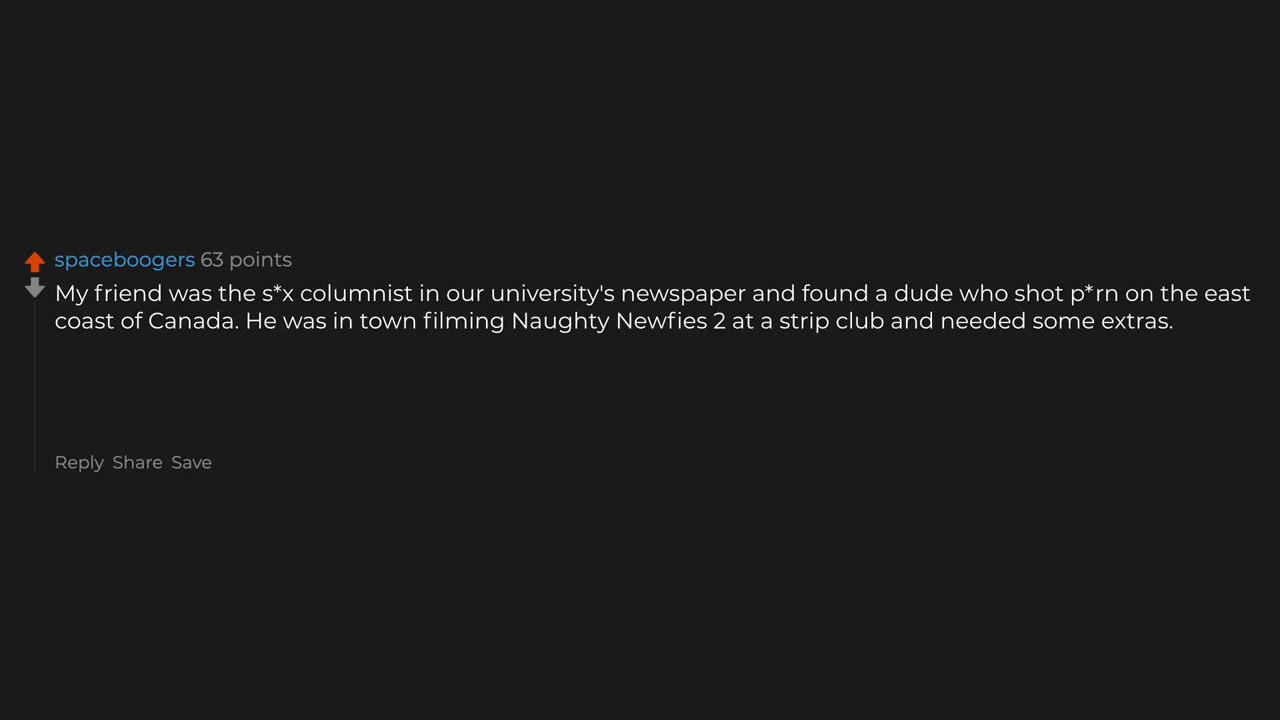 spaceboogers 63 points
My friend was the s*x columnist in our university's newspaper and found a dude who shot p*rn on the east
coast of Canada. He was in town filming Naughty Newfies 2 at a strip club and needed some extras.
Reply Share Save